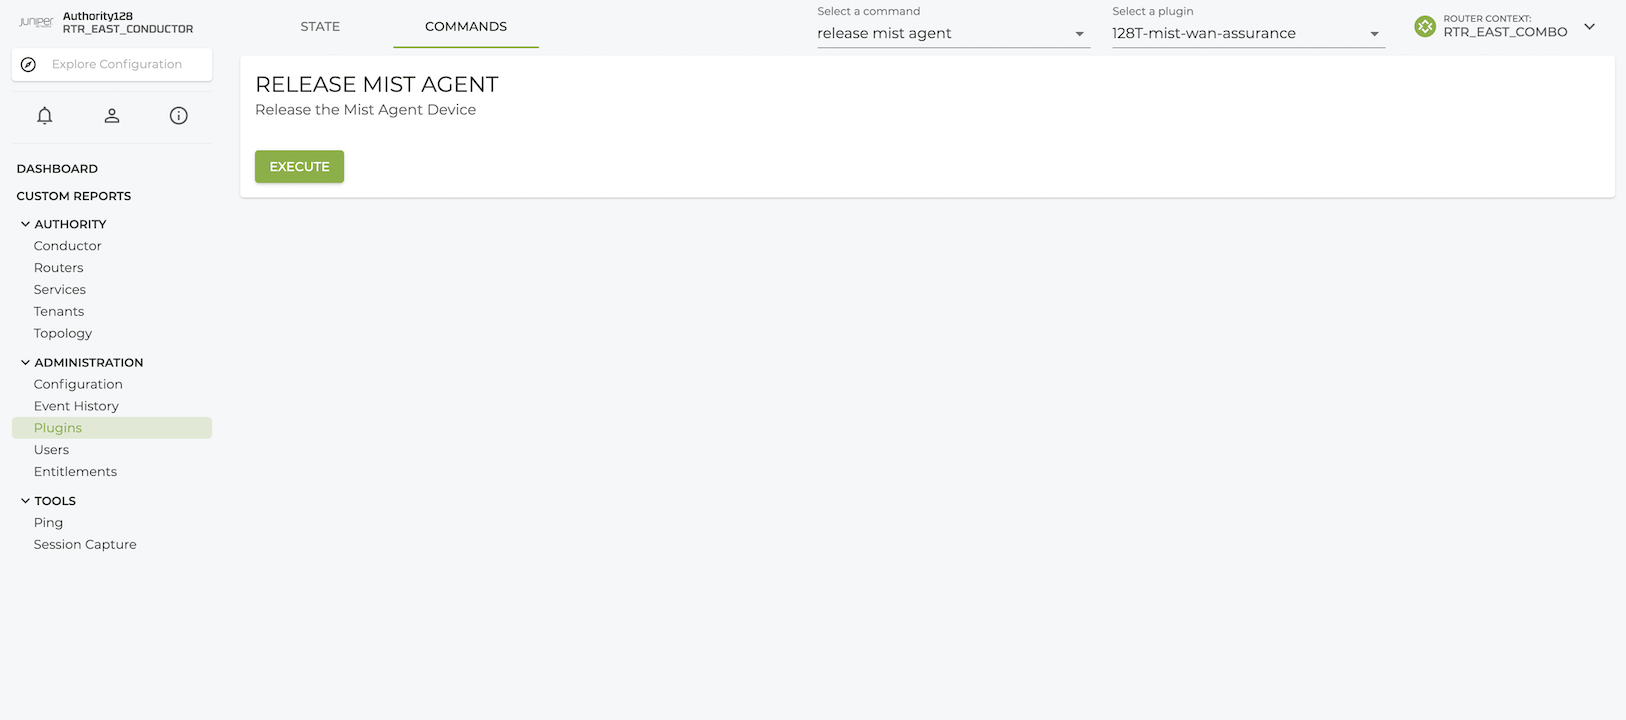 Juniper
Authority128
RTR_EAST_CONDUCTOR
Explore Configuration
DASHBOARD
CUSTOM REPORTS
AUTHORITY
Conductor
Routers
Services
Tenants
Topology
ADMINISTRATION
Configuration
Event History
Plugins
Users
Entitlements
TOOLS
Ping
Session Capture
STATE
COMMANDS
Select a command
release mist agent
Select a plugin
128T-mist-wan-assurance
ROUTER CONTEXT:
RTR_EAST_COMBO
RELEASE MIST AGENT
Release the Mist Agent Device
EXECUTE